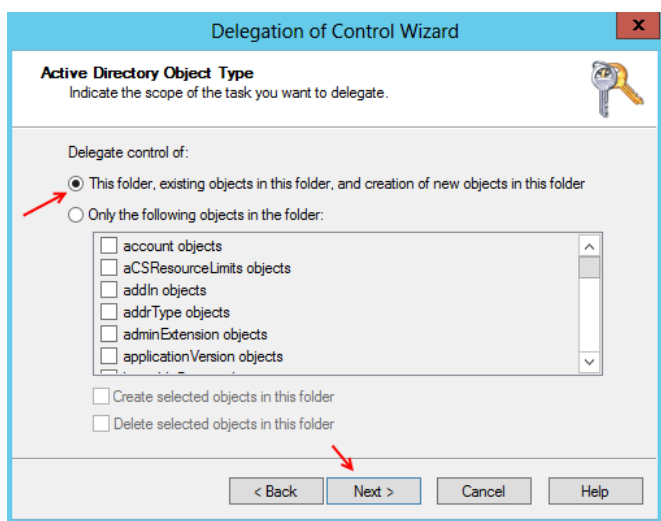 Delegation of Control Wizard
x
Active Directory Object Type
Indicate the scope of the task you want to delegate.
Delegate control of:
This folder, existing objects in this folder, and creation of new objects in this folder
Only the following objects in the folder:
account objects
aCSResourceLimits objects
addIn objects
addrType objects
adminExtension objects
applicationVersion objects
Create selected objects in this folder
Delete selected objects in this folder
< Back Next > Cancel Help